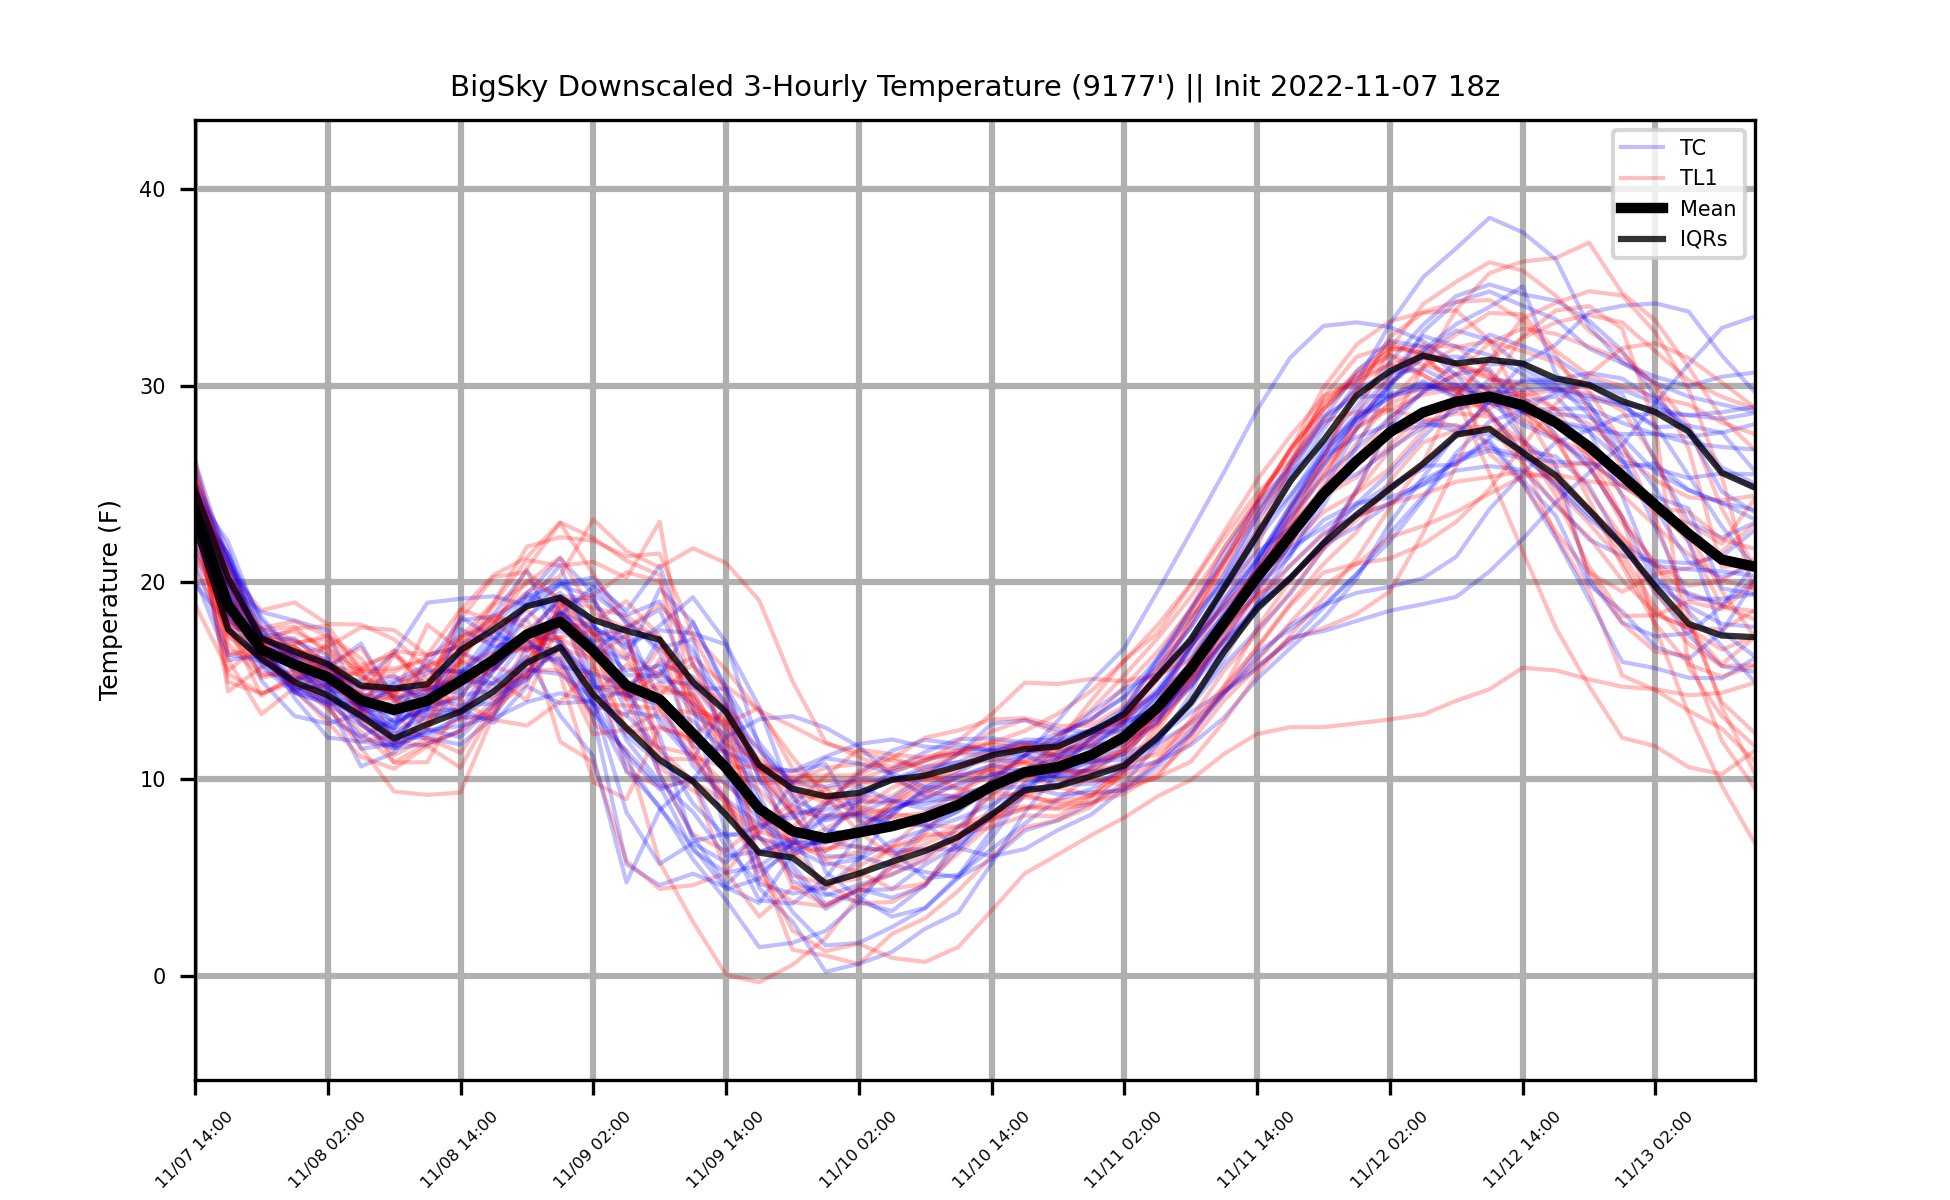 BigSky Downscaled 3-Hourly Temperature (9177') || Init 2022-11-07 18z
TC
TL1
Mean
IQRs
Temperature (F)
40
30
20
10
0
11/07 14:00
11/08 02:00
11/08 14:00
11/09 02:00
11/09 14:00
11/10 02:00
11/10 14:00
11/11 02:00
11/11 14:00
11/12 02:00
11/12 14:00
11/13 02:00